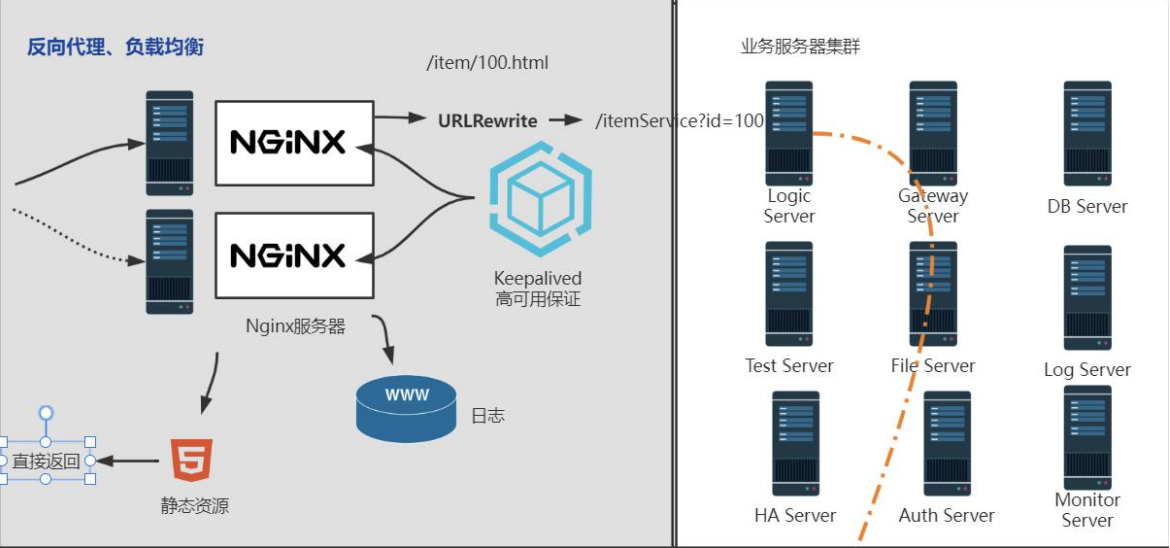 反向代理、负载均衡
/item/100.html
NGINX
URLRewrite
/itemService?id=100
NGINX
Keepalived
高可用保证
Nginx服务器
WWW
日志
5
直接返回
静态资源
业务服务器集群
Logic
Server
Gateway
Server
DB Server
Test Server
File Server
Log Server
HA Server
Auth Server
Monitor
Server